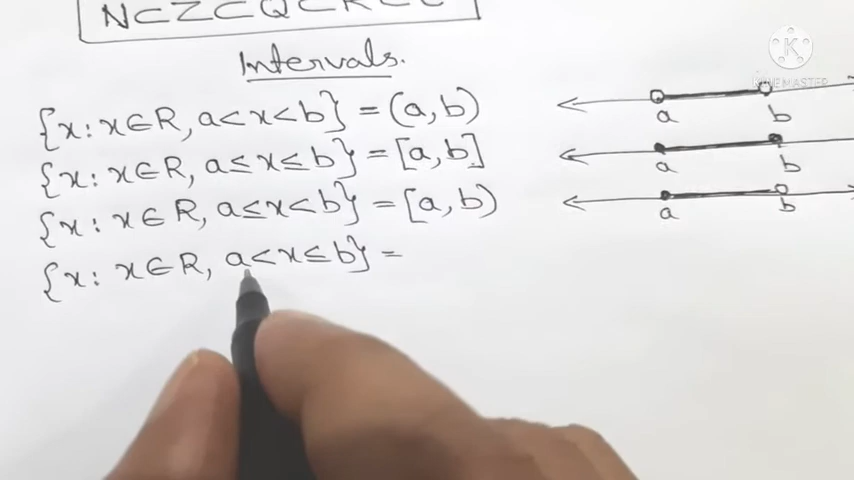 N⊂Z⊂Q⊂R⊂C
Intervals.
{x: x∈R, a<x<b} = (a,b)
{x: x∈R, a≤x≤b} = [a,b]
{x: x∈R, a≤x<b} = [a,b)
{x: x∈R, a<x≤b} =
a b
a b
a b
K
KINEMASTER